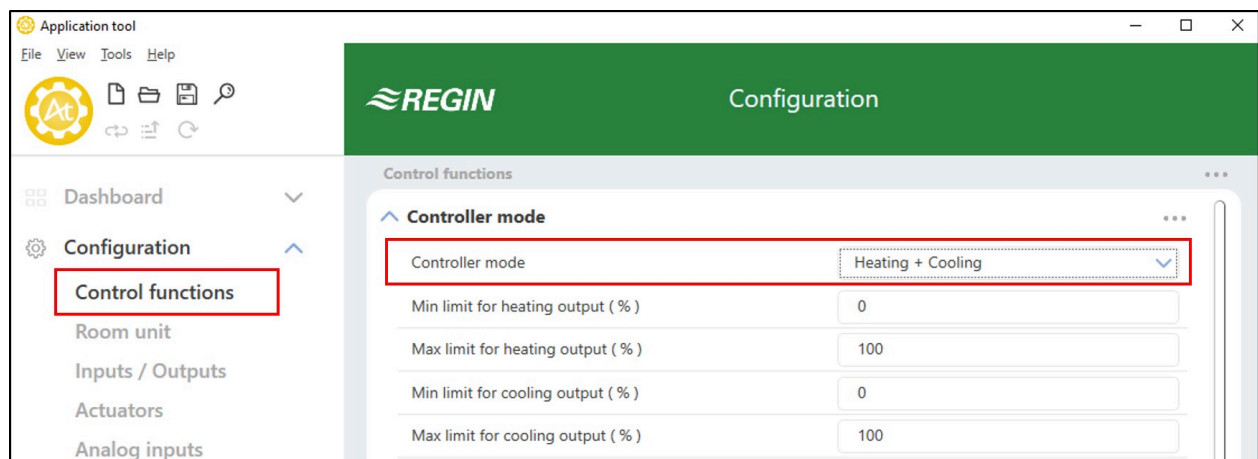 Application tool
File View Tools Help
At
REGIN
Configuration
Control functions
Dashboard
Controller mode
Configuration
Controller mode Heating + Cooling
Control functions
Min limit for heating output ( % ) 0
Room unit
Max limit for heating output ( % ) 100
Inputs / Outputs
Min limit for cooling output ( % ) 0
Actuators
Max limit for cooling output ( % ) 100
Analog inputs